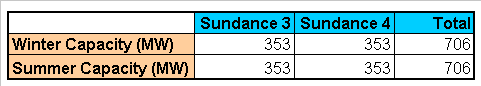 Sundance 3 Sundance 4 Total
Winter Capacity (MW) 353 353 706
Summer Capacity (MW) 353 353 706